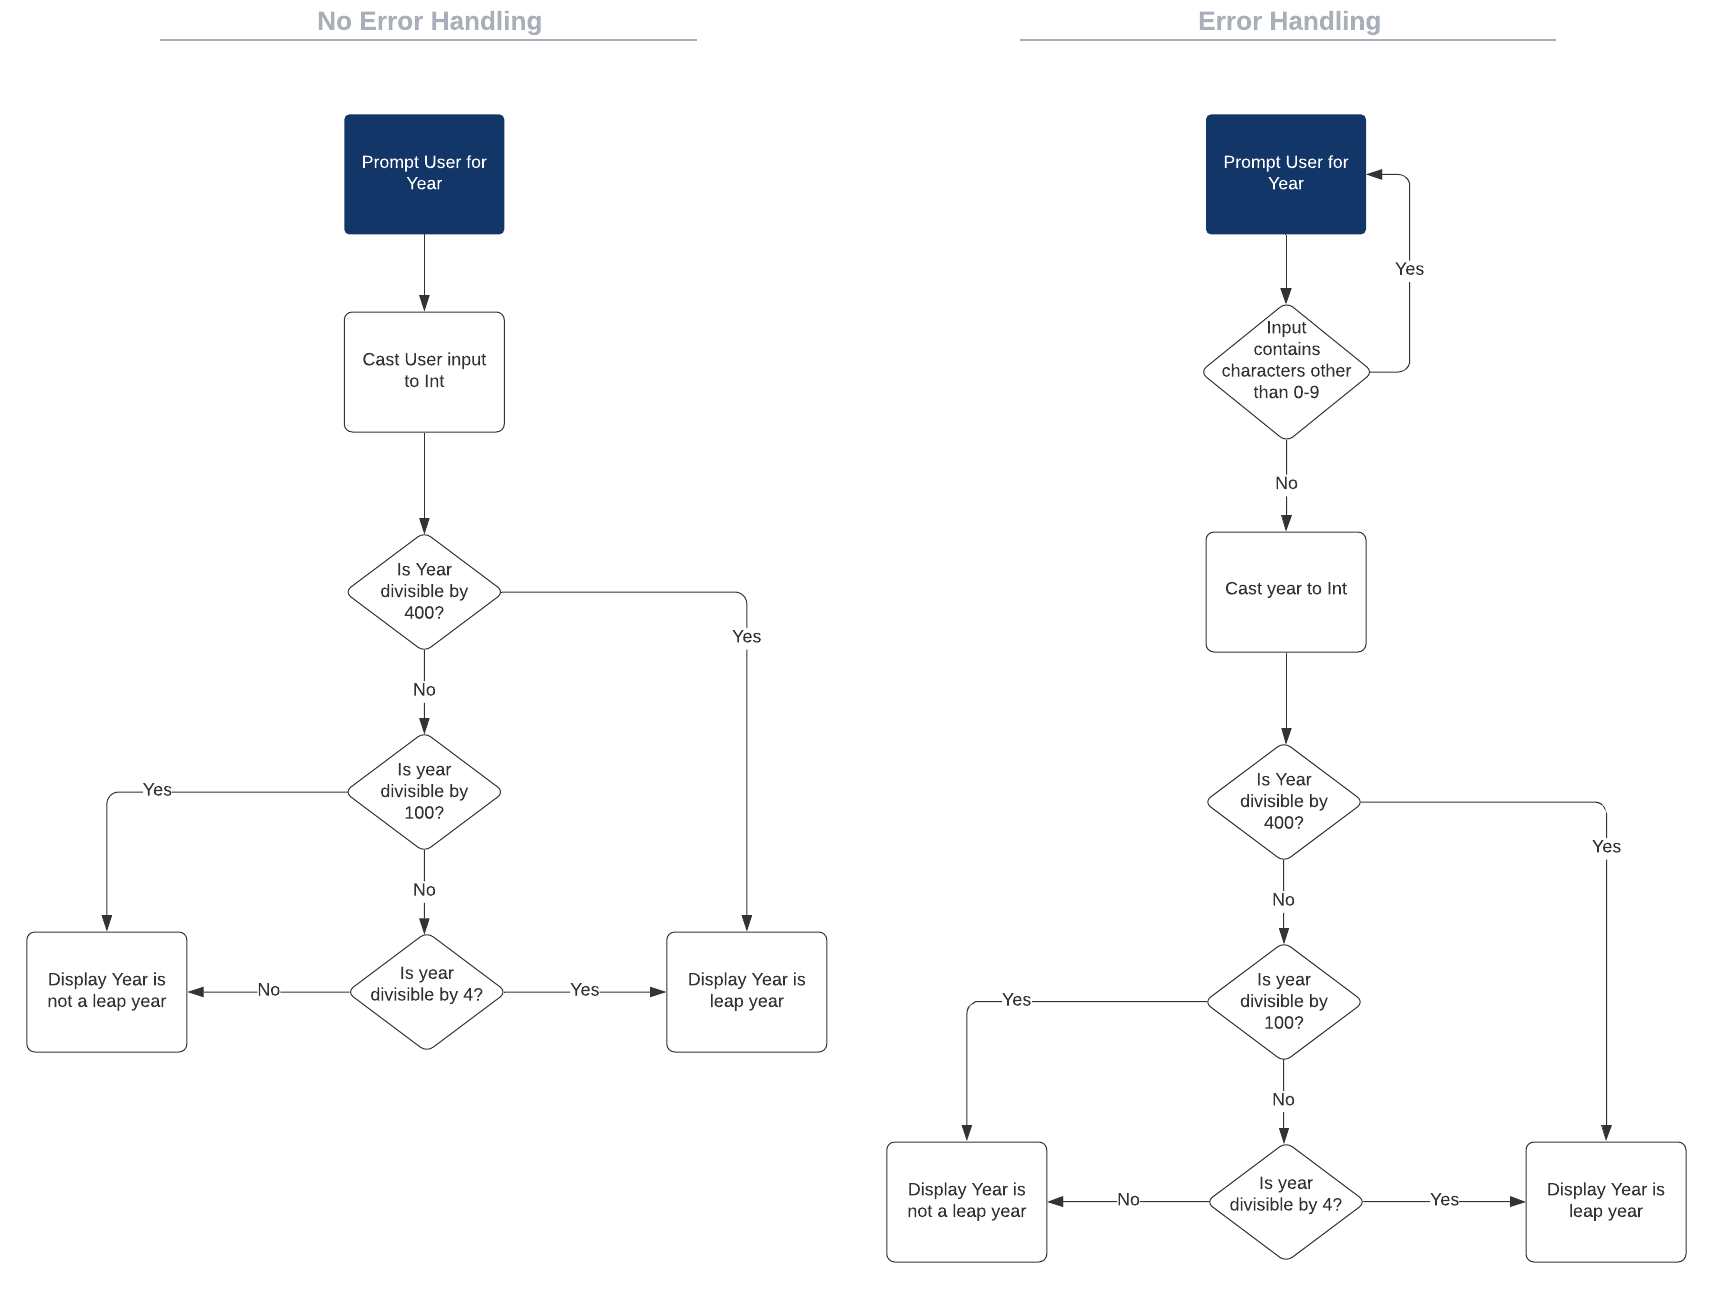 No Error Handling
Prompt User for
Year
Cast User input
to Int
Is Year
divisible by
400?
Yes
No
Is year
divisible by
100?
Yes
No
Is year
divisible by 4?
No
Yes
Display Year is
not a leap year
Display Year is
leap year
Error Handling
Prompt User for
Year
Yes
Input
contains
characters other
than 0-9
No
Cast year to Int
Is Year
divisible by
400?
Yes
No
Is year
divisible by
100?
Yes
No
Is year
divisible by 4?
No
Yes
Display Year is
not a leap year
Display Year is
leap year